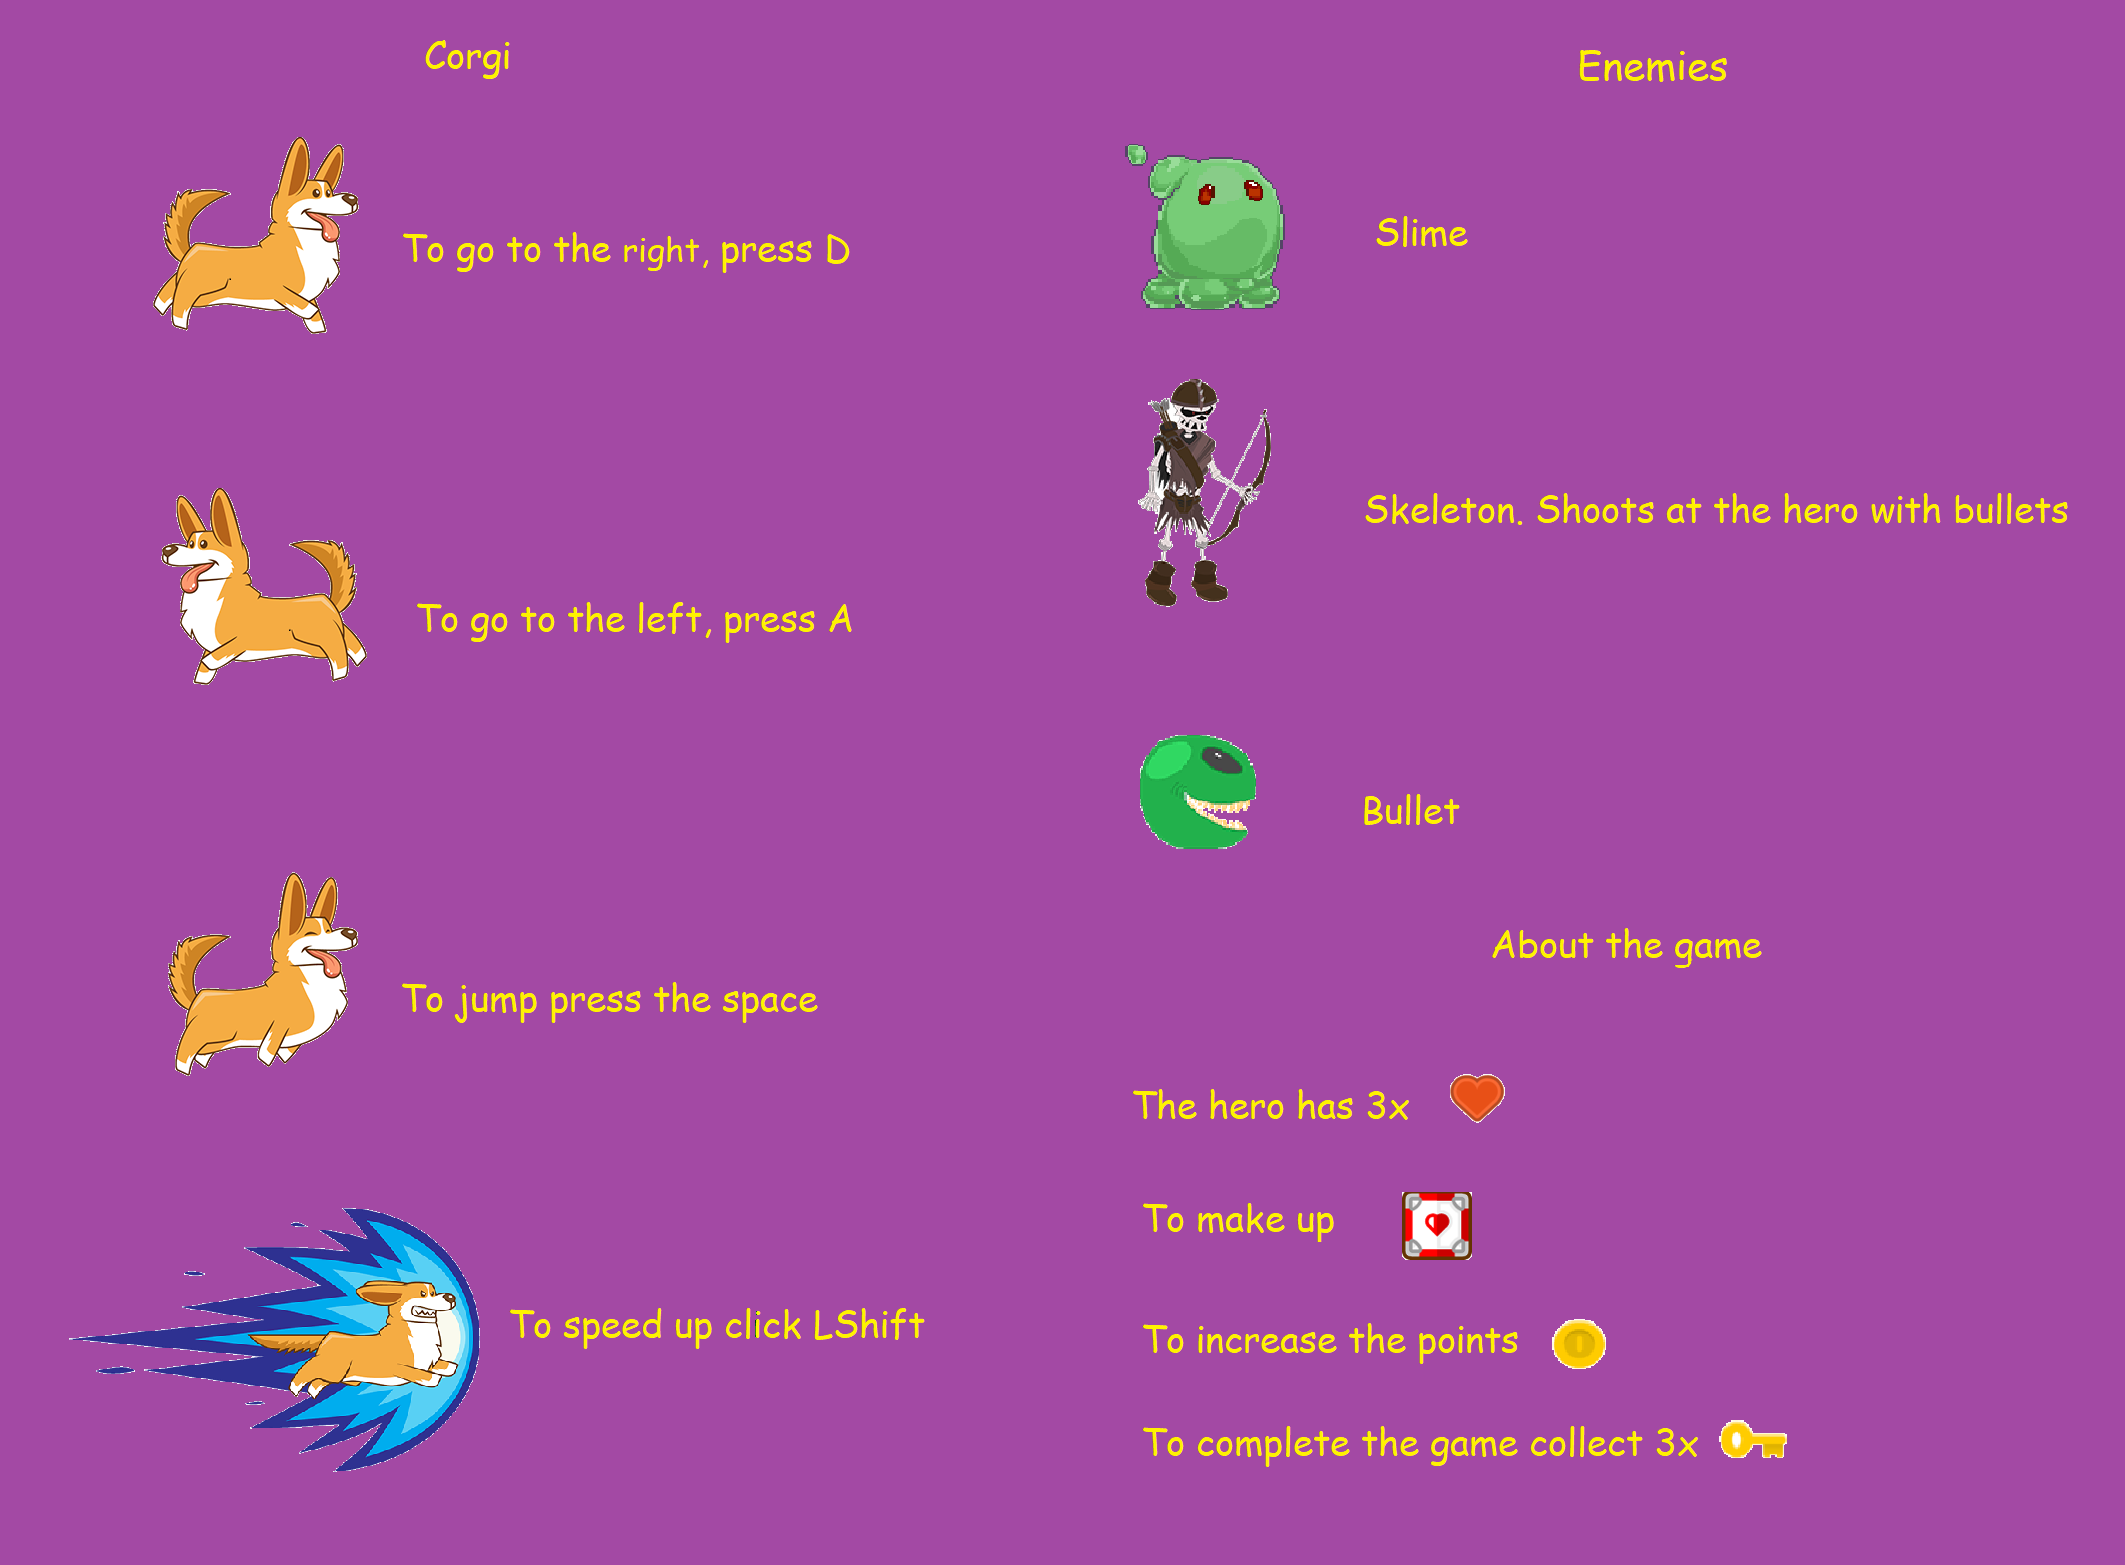 Corgi
To go to the right, press D
To go to the left, press A
To jump press the space
To speed up click LShift
Enemies
Slime
Skeleton. Shoots at the hero with bullets
Bullet
About the game
The hero has 3x
To make up
To increase the points
To complete the game collect 3x